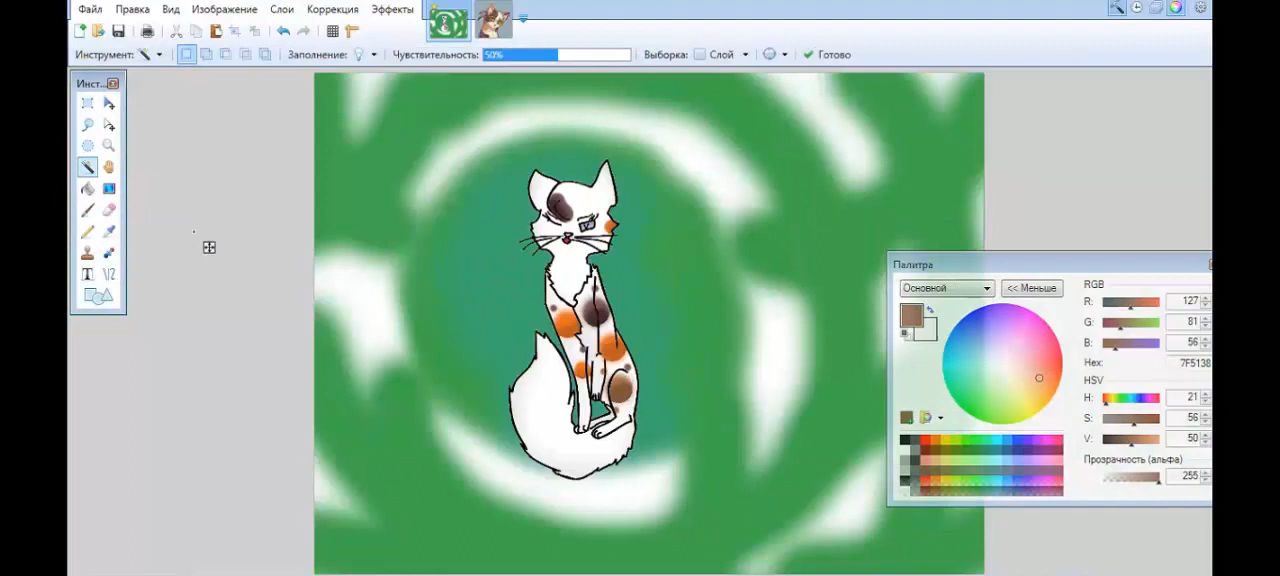 Файл Правка Вид Изображение Слои Коррекция Эффекты
Инструмент: Заполнение: Чувствительность: 50% Выборка: Слой Готово
Инст...
Палитра
Основной << Меньше
RGB
R: 127
G: 81
B: 56
Hex: 7F5138
HSV
H: 21
S: 56
V: 50
Прозрачность (альфа)
255